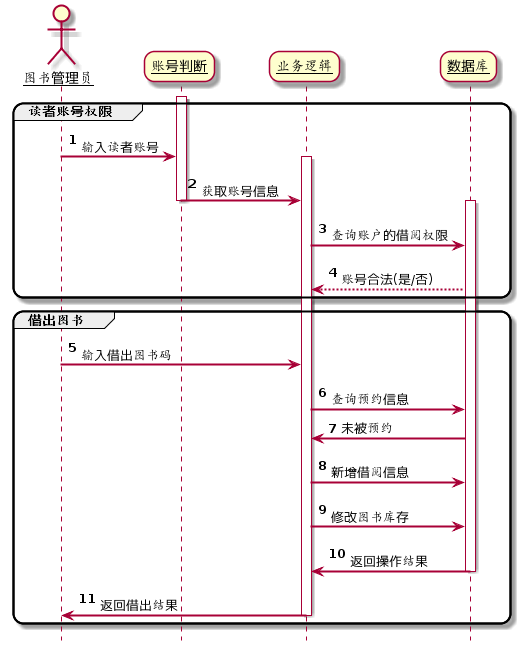 图书管理员
账号判断
业务逻辑
数据库
读者账号权限
1 输入读者账号
2 获取账号信息
3 查询账户的借阅权限
4 账号合法(是/否)
借出图书
5 输入借出图书码
6 查询预约信息
7 未被预约
8 新增借阅信息
9 修改图书库存
10 返回操作结果
11 返回借出结果